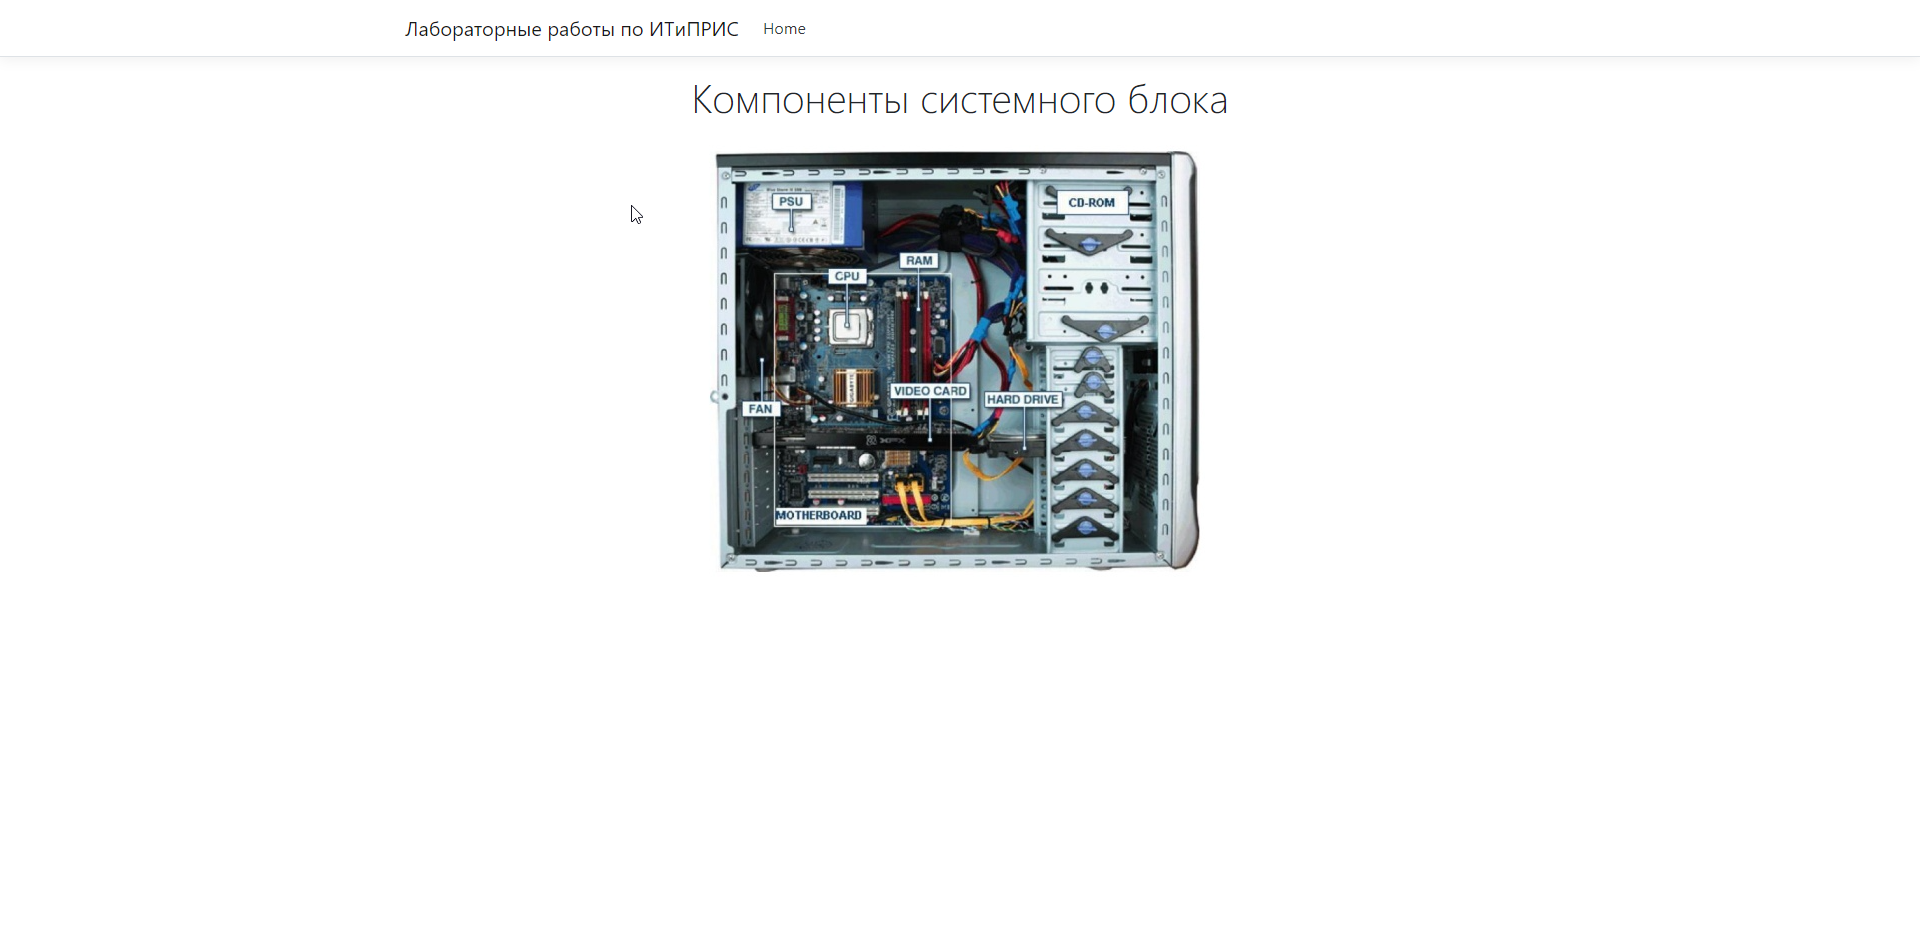 Лабораторные работы по ИТиПРИС Home
Компоненты системного блока
PSU
CD-ROM
RAM
CPU
VIDEO CARD
HARD DRIVE
FAN
XFX
MOTHERBOARD